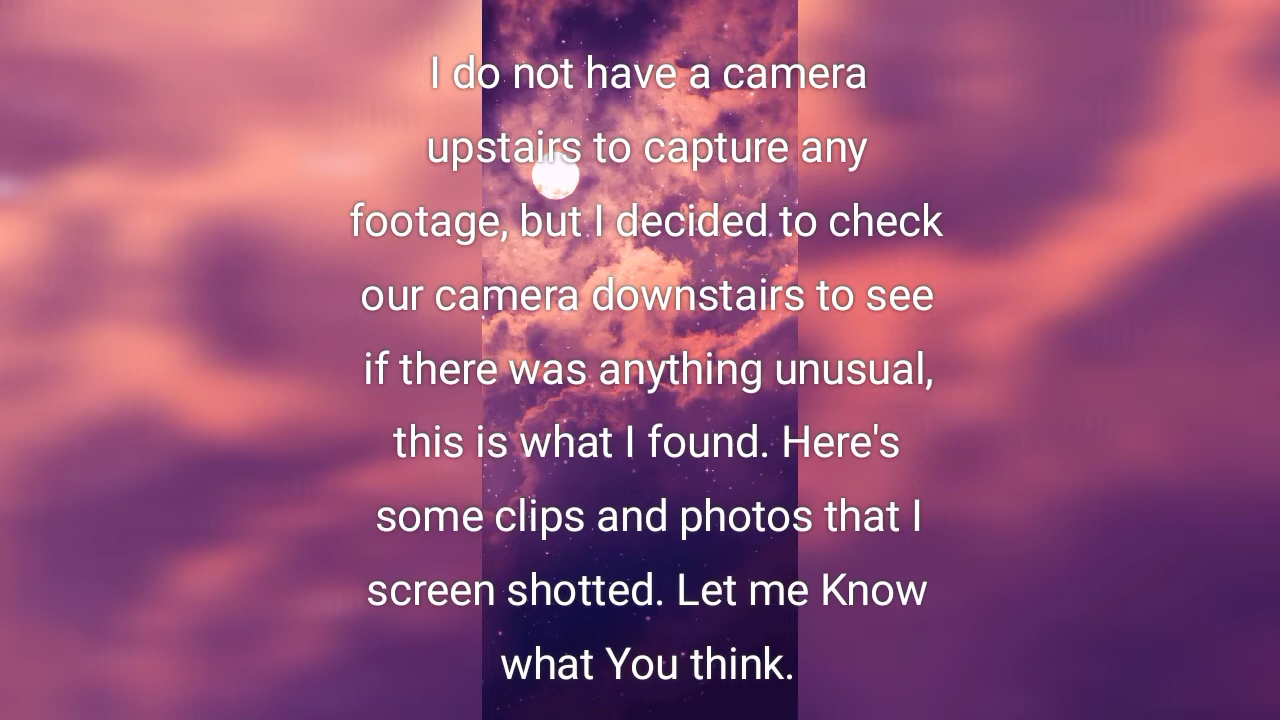 I do not have a camera
upstairs to capture any
footage, but I decided to check
our camera downstairs to see
if there was anything unusual,
this is what I found. Here's
some clips and photos that I
screen shotted. Let me Know
what You think.